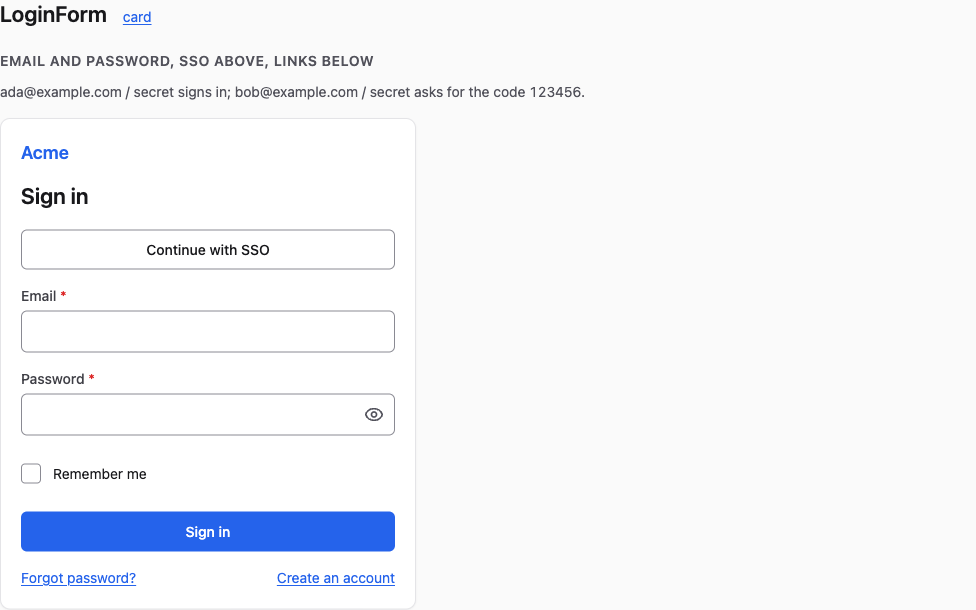 LoginForm card
EMAIL AND PASSWORD, SSO ABOVE, LINKS BELOW
ada@example.com / secret signs in; bob@example.com / secret asks for the code 123456.
Acme
Sign in
Continue with SSO
Email *
Password *
Remember me
Sign in
Forgot password? Create an account